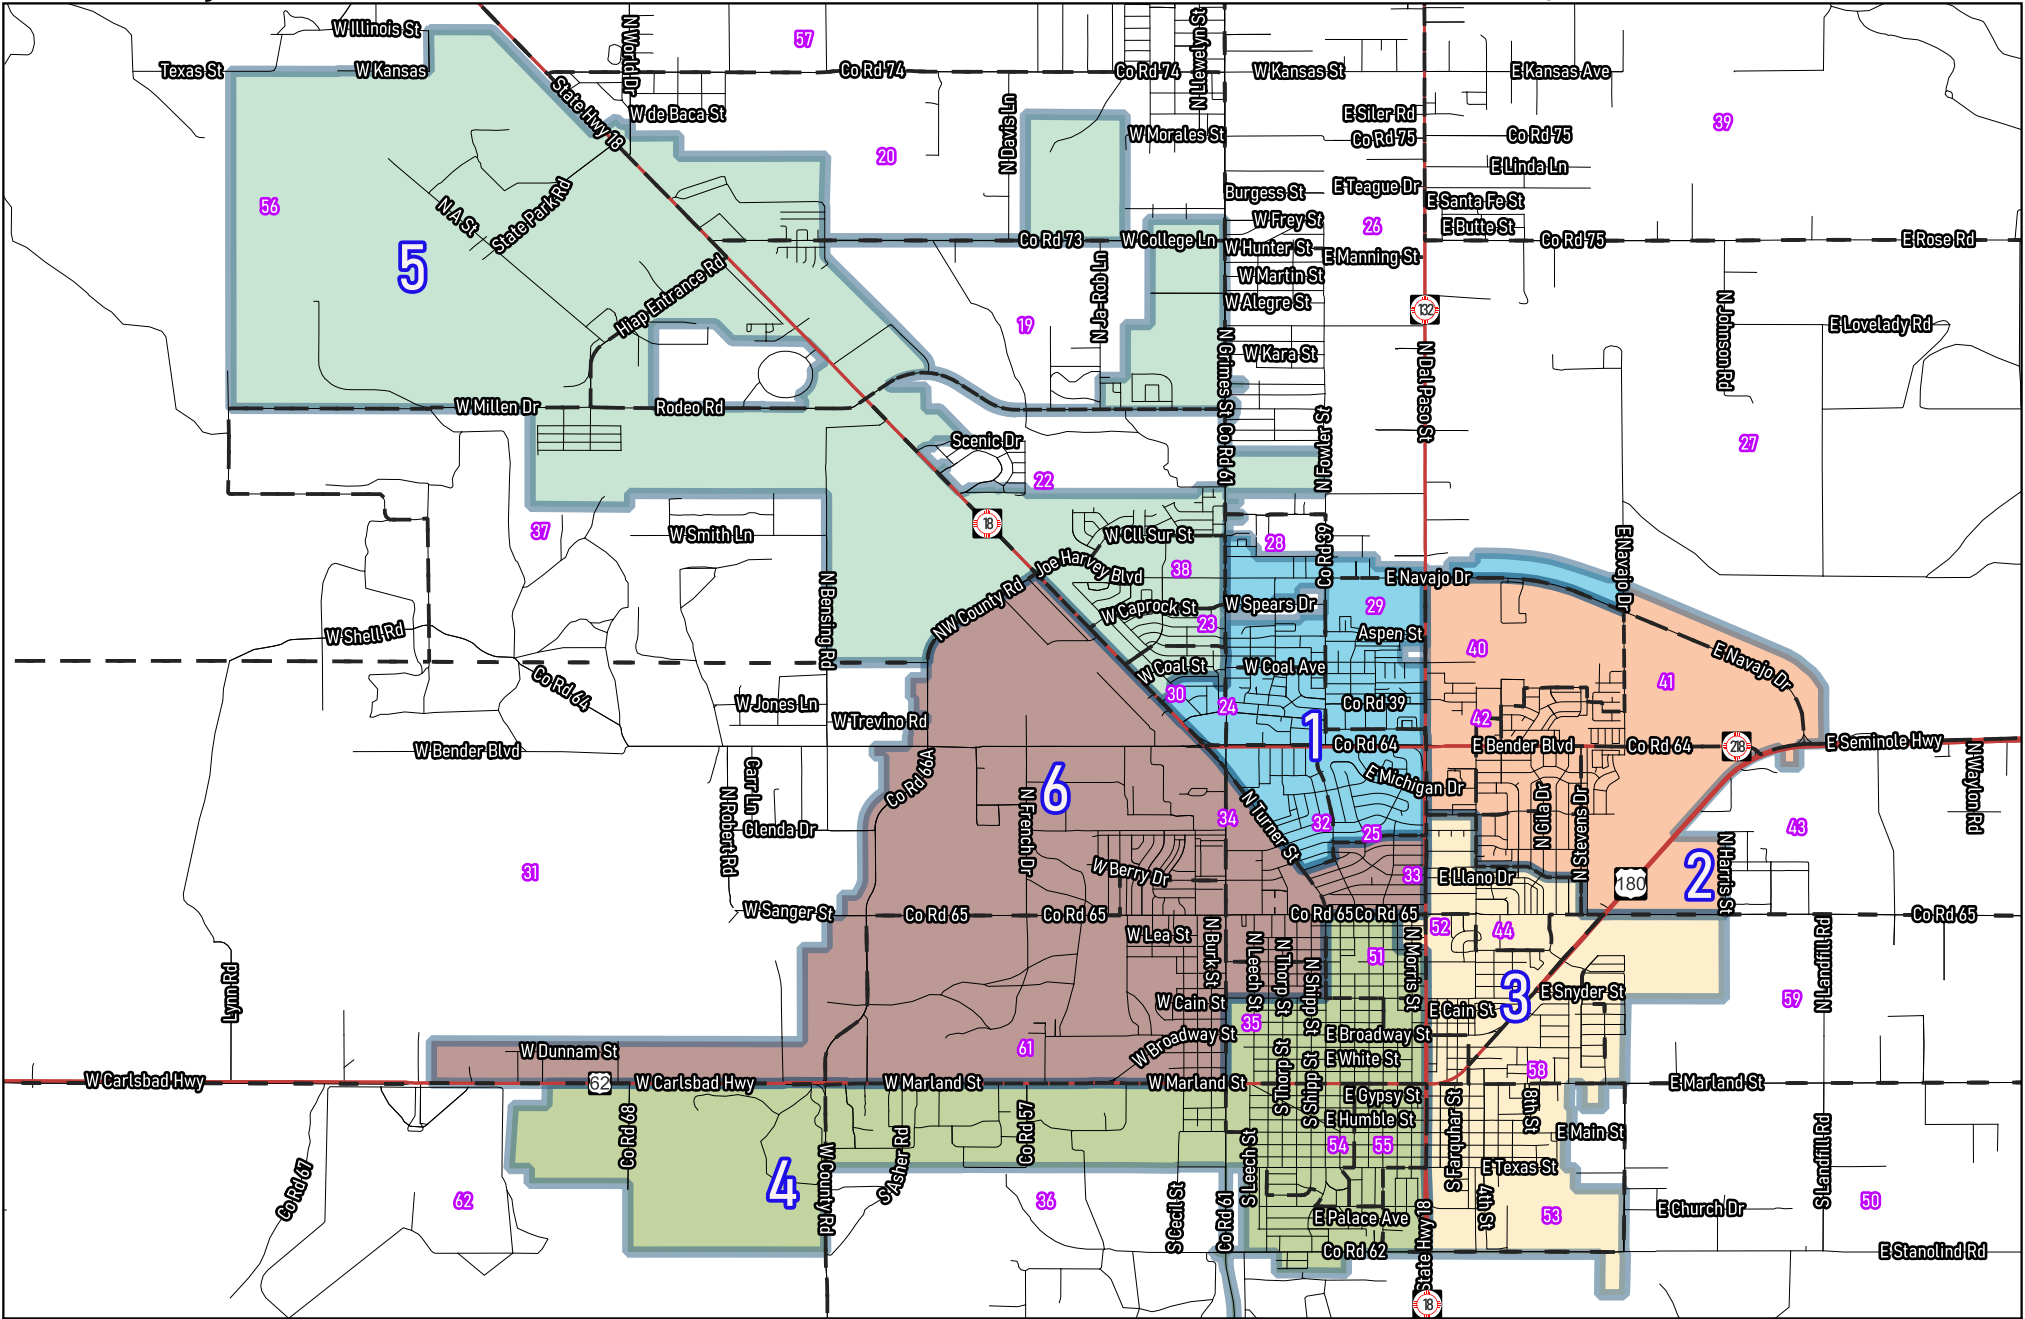 W Illinois St
Texas St
W Kansas
N World Dr
57
Co Rd 74
Co Rd 74
N Llewelyn St
W Kansas St
E Kansas Ave
State Hwy 18
W de Baca St
N Davis Ln
E Siler Rd
39
W Morales St
Co Rd 75
Co Rd 75
20
E Linda Ln
56
N A St
State Park Rd
Burgess St
E Teague Dr
E Santa Fe St
W Frey St
26
E Butte St
5
Co Rd 73
W College Ln
W Hunter St
E Manning St
Co Rd 75
E Rose Rd
Hiap Entrance Rd
N Ja-Rob Ln
W Martin St
W Alegre St
132
19
N Johnson Rd
E Lovelady Rd
N Grimes St
W Kara St
N Dal Paso St
W Millen Dr
Rodeo Rd
Scenic Dr
Co Rd 61
N Fowler St
27
22
37
W Smith Ln
18
W Cll Sur St
28
Co Rd 39
E Navajo Dr
E Navajo Dr
Joe Harvey Blvd
38
NW County Rd
N Bensing Rd
W Caprock St
W Spears Dr
29
23
Aspen St
W Shell Rd
40
W Coal St
W Coal Ave
E Navajo Dr
Co Rd 64
30
41
W Jones Ln
24
Co Rd 39
W Trevino Rd
42
1
W Bender Blvd
Co Rd 64
E Bender Blvd
Co Rd 64
218
E Seminole Hwy
N Waylon Rd
Carr Ln
Co Rd 66A
6
E Michigan Dr
N Robert Rd
Glenda Dr
N French Dr
34
N Turner St
32
25
N Gila Dr
N Stevens Dr
43
31
W Berry Dr
33
E Llano Dr
180
2
N Harris St
W Sanger St
Co Rd 65
Co Rd 65
Co Rd 65
Co Rd 65
Co Rd 65
W Lea St
N Burk St
N Leech St
N Thorp St
N Shipp St
51
N Morris St
52
44
Lynn Rd
W Cain St
E Cain St
3
E Snyder St
59
N Landfill Rd
35
W Dunnam St
61
W Broadway St
E Broadway St
E White St
58
W Carlsbad Hwy
62
W Carlsbad Hwy
W Marland St
W Marland St
E Gypsy St
E Marland St
Co Rd 68
Co Rd 57
S Thorp St
S Shipp St
E Humble St
S Farquhar St
8th St
E Main St
S Asher Rd
S Leech St
54
55
E Texas St
S Landfill Rd
Co Rd 67
62
4
W County Rd
36
S Cecil St
Co Rd 61
E Palace Ave
4th St
53
E Church Dr
50
Co Rd 62
State Hwy 18
E Stanolind Rd
18